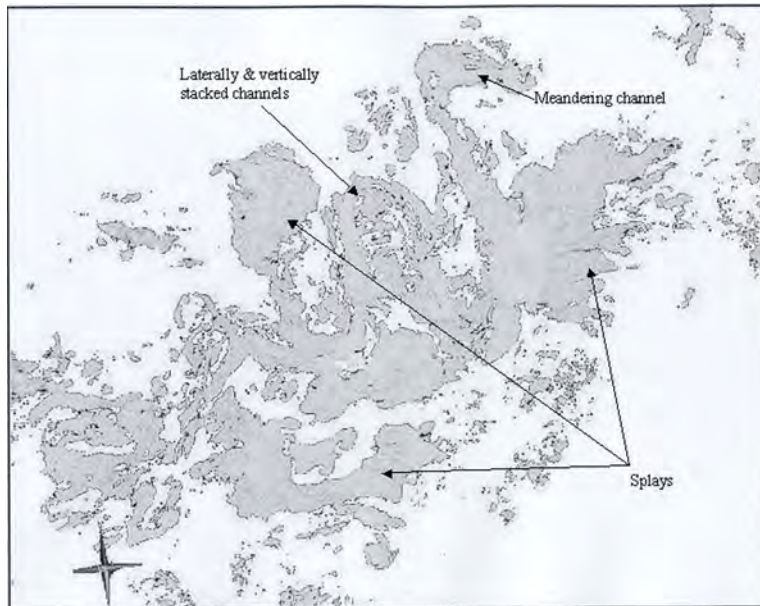 Laterally & vertically
stacked channels
Meandering channel
Splays